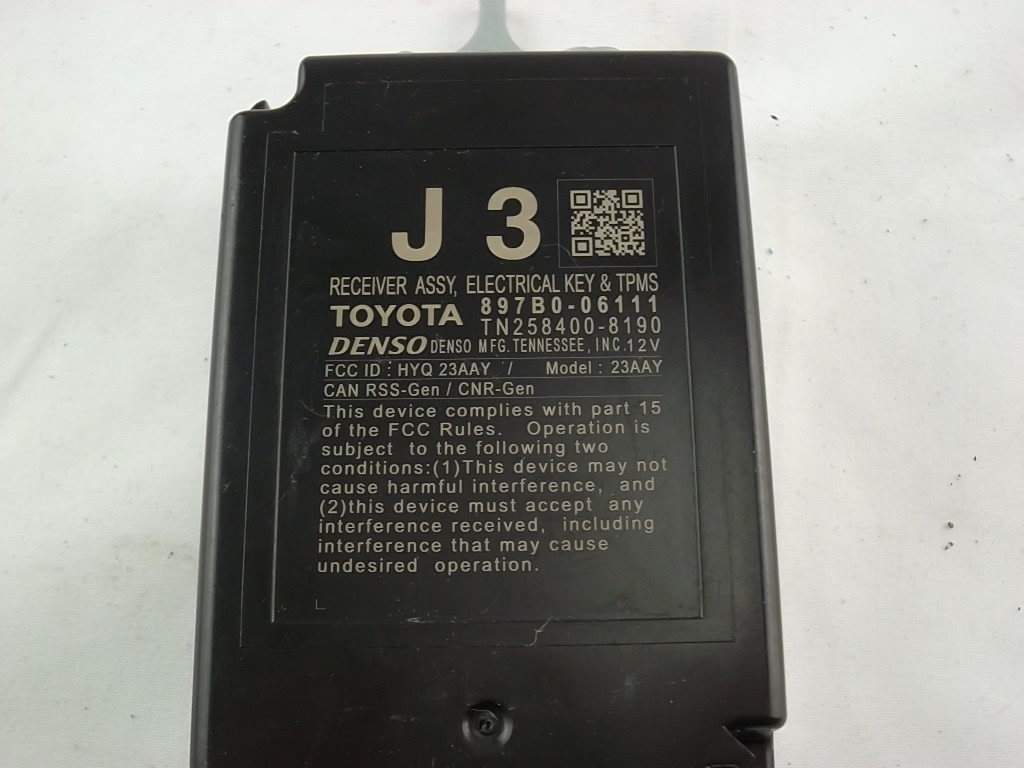 J 3
RECEIVER ASSY, ELECTRICAL KEY & TPMS
TOYOTA 897B0-06111
TN258400-8190
DENSO DENSO MFG. TENNESSEE, INC. 12V
FCC ID : HYQ 23AAY / Model : 23AAY
CAN RSS-Gen / CNR-Gen
This device complies with part 15
of the FCC Rules. Operation is
subject to the following two
conditions:(1)This device may not
cause harmful interference, and
(2)this device must accept any
interference received, including
interference that may cause
undesired operation.